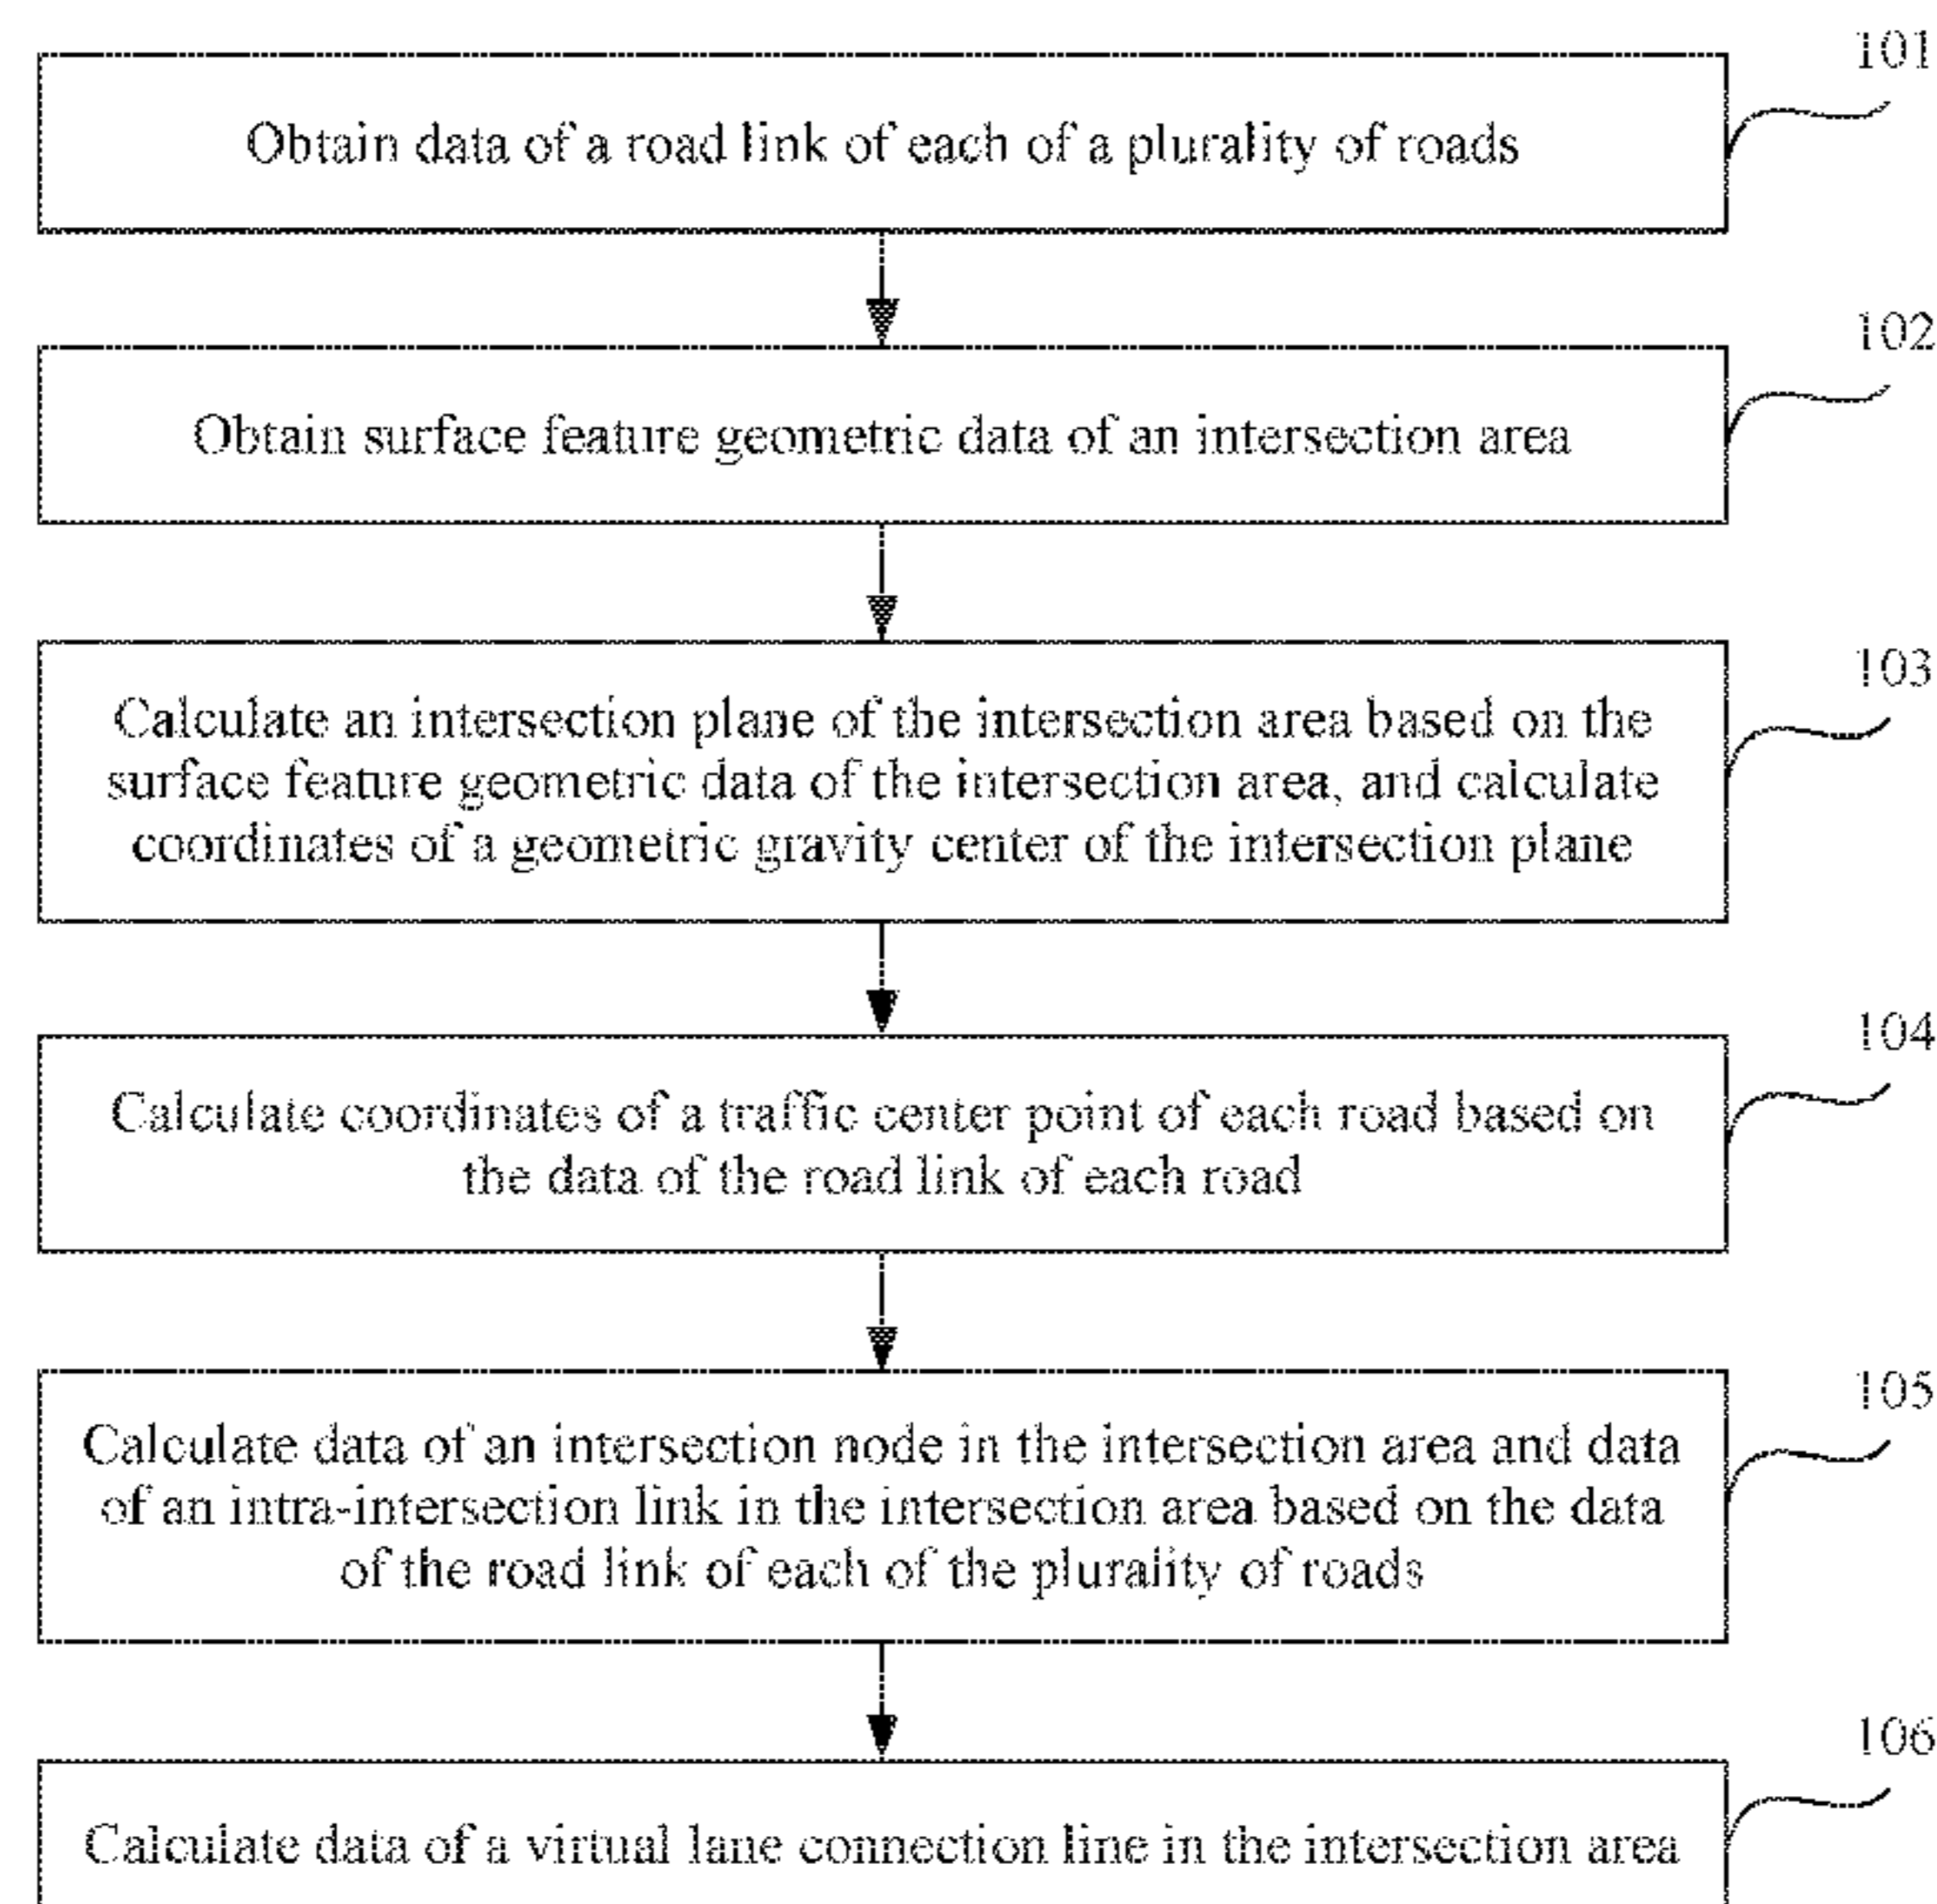 101
Obtain data of a road link of each of a plurality of roads
102
Obtain surface feature geometric data of an intersection area
103
Calculate an intersection plane of the intersection area based on the
surface feature geometric data of the intersection area, and calculate
coordinates of a geometric gravity center of the intersection plane
104
Calculate coordinates of a traffic center point of each road based on
the data of the road link of each road
105
Calculate data of an intersection node in the intersection area and data
of an intra-intersection link in the intersection area based on the data
of the road link of each of the plurality of roads
106
Calculate data of a virtual lane connection line in the intersection area